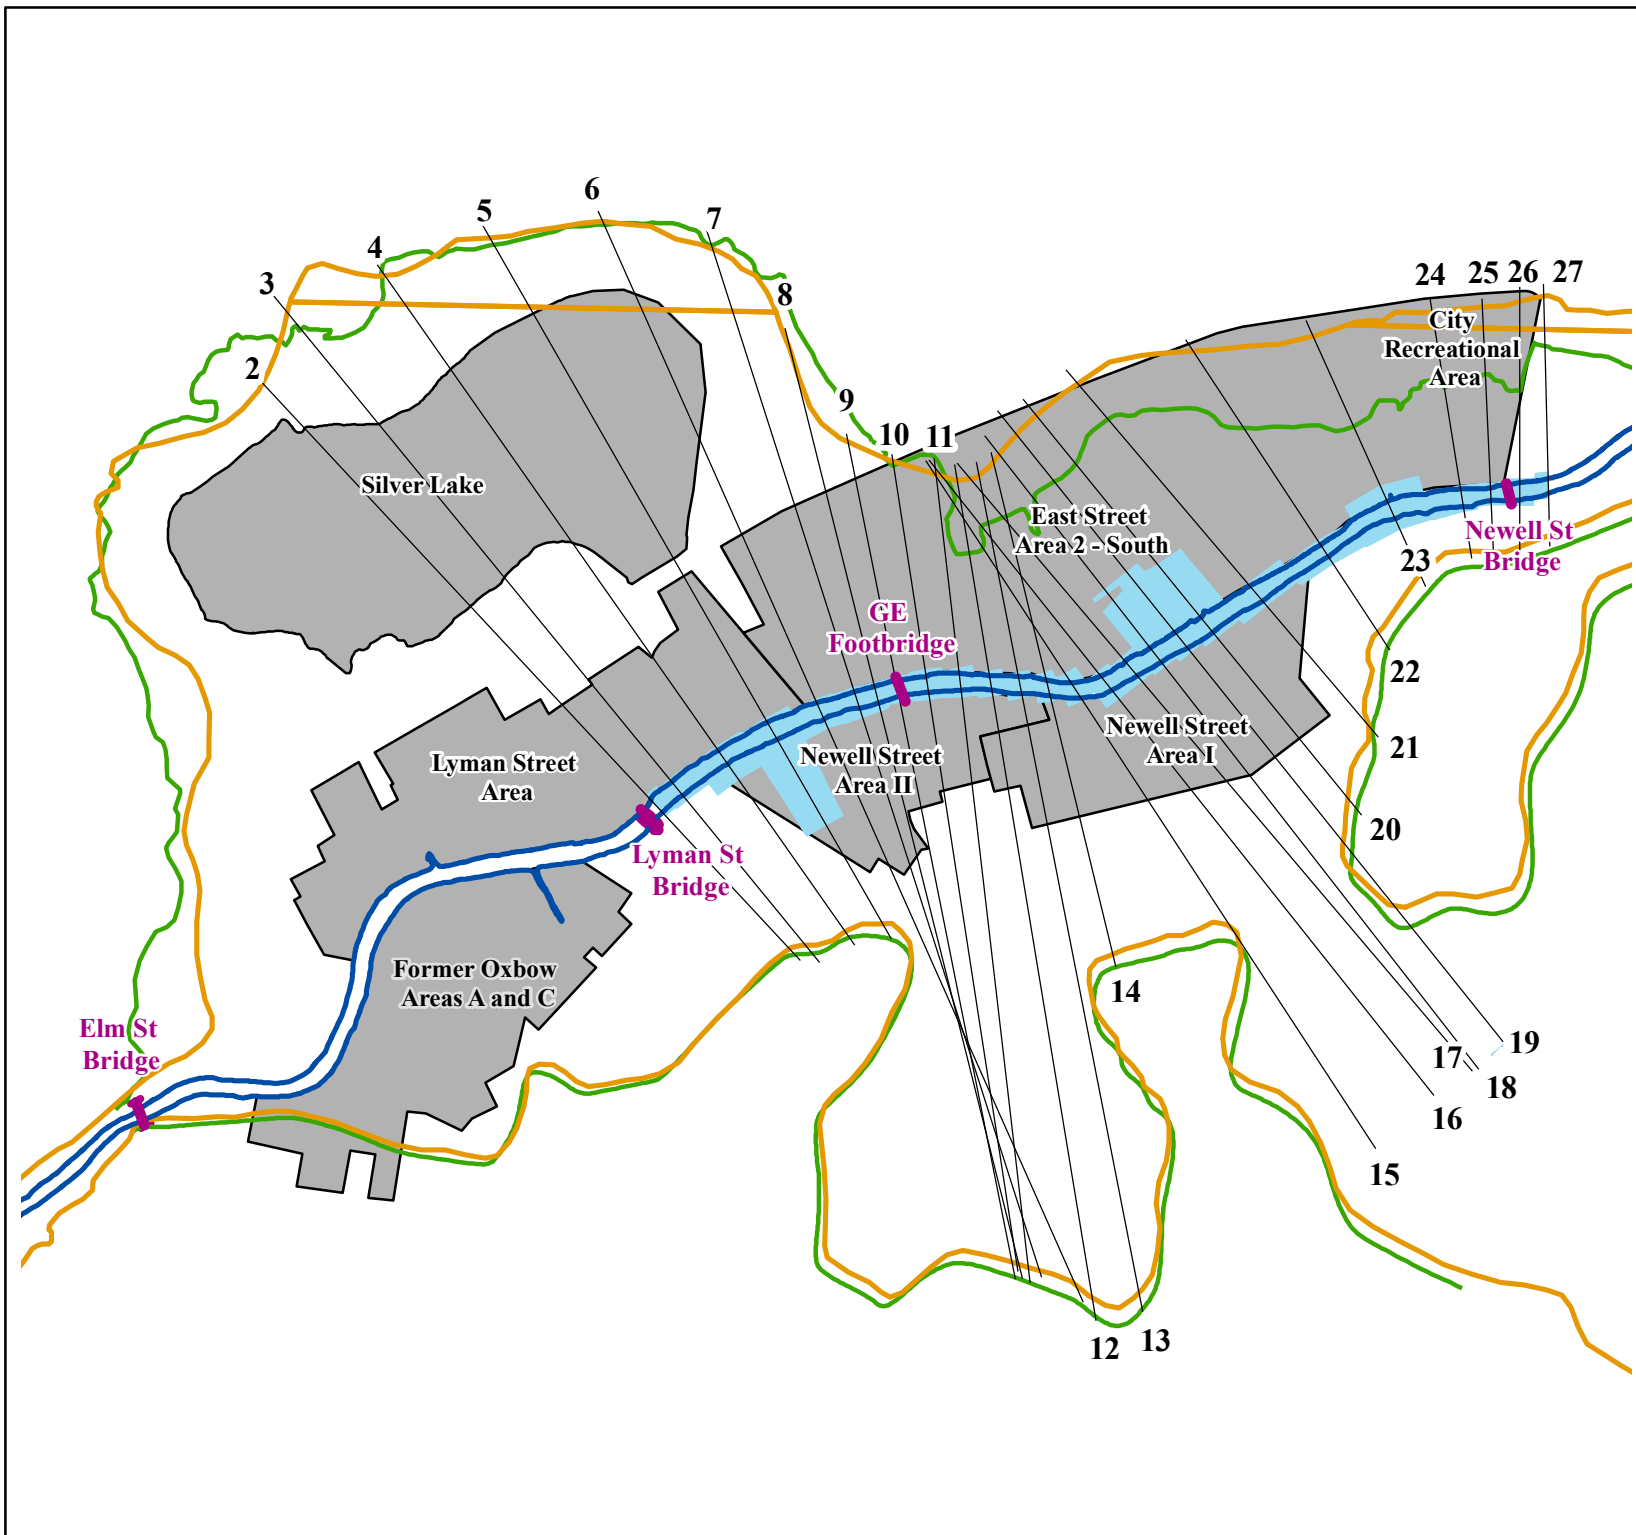 6
5
7
4
3
8
2
24
25
26
27
City
Recreational
Area
9
10
11
Silver Lake
East Street
Area 2 - South
Newell St
Bridge
23
GE
Footbridge
22
Lyman Street
Area
Newell Street
Area II
Newell Street
Area I
21
20
Lyman St
Bridge
Former Oxbow
Areas A and C
14
Elm St
Bridge
19
17
18
16
15
12
13